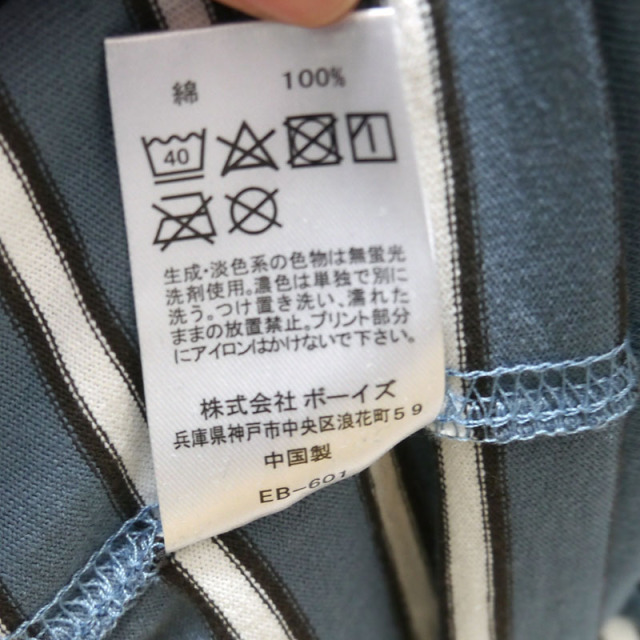 綿 100%
40
生成・淡色系の色物は無蛍光
洗剤使用。濃色は単独で別に
洗う。つけ置き洗い、濡れた
ままの放置禁止。プリント部分
にアイロンはかけないで下さい。
株式会社 ボーイズ
兵庫県神戸市中央区浪花町59
中国製
EB-601